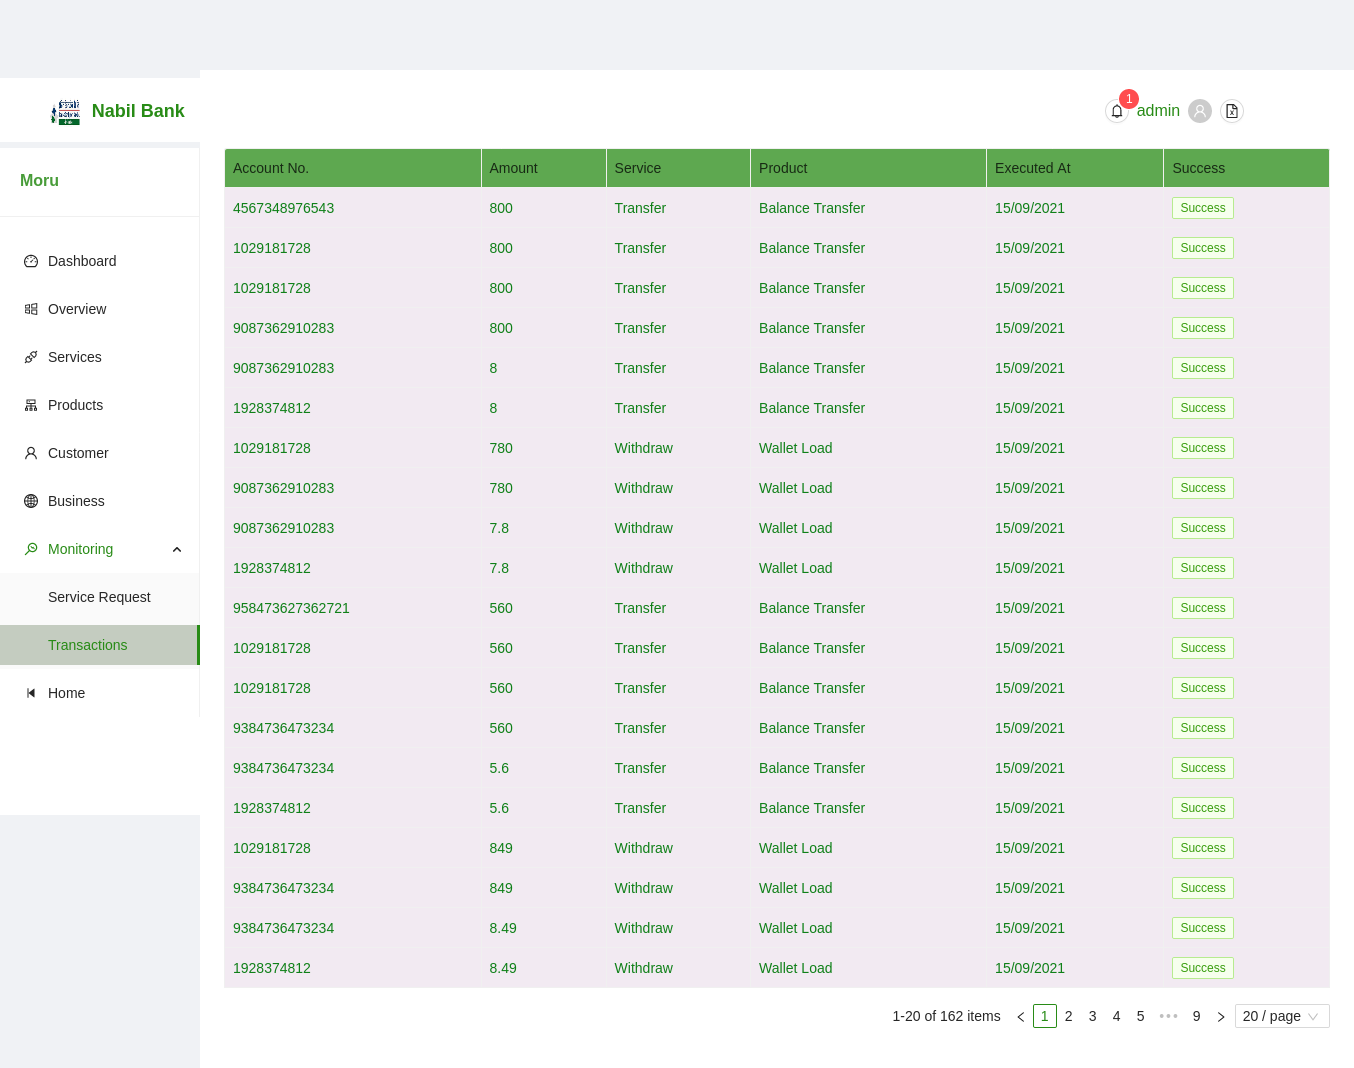 Nabil Bank
1
admin
Moru
Dashboard
Overview
Services
Products
Customer
Business
Monitoring
Service Request
Transactions
Home
Account No. Amount Service Product Executed At Success
4567348976543 800 Transfer Balance Transfer 15/09/2021 Success
1029181728 800 Transfer Balance Transfer 15/09/2021 Success
1029181728 800 Transfer Balance Transfer 15/09/2021 Success
9087362910283 800 Transfer Balance Transfer 15/09/2021 Success
9087362910283 8 Transfer Balance Transfer 15/09/2021 Success
1928374812 8 Transfer Balance Transfer 15/09/2021 Success
1029181728 780 Withdraw Wallet Load 15/09/2021 Success
9087362910283 780 Withdraw Wallet Load 15/09/2021 Success
9087362910283 7.8 Withdraw Wallet Load 15/09/2021 Success
1928374812 7.8 Withdraw Wallet Load 15/09/2021 Success
958473627362721 560 Transfer Balance Transfer 15/09/2021 Success
1029181728 560 Transfer Balance Transfer 15/09/2021 Success
1029181728 560 Transfer Balance Transfer 15/09/2021 Success
9384736473234 560 Transfer Balance Transfer 15/09/2021 Success
9384736473234 5.6 Transfer Balance Transfer 15/09/2021 Success
1928374812 5.6 Transfer Balance Transfer 15/09/2021 Success
1029181728 849 Withdraw Wallet Load 15/09/2021 Success
9384736473234 849 Withdraw Wallet Load 15/09/2021 Success
9384736473234 8.49 Withdraw Wallet Load 15/09/2021 Success
1928374812 8.49 Withdraw Wallet Load 15/09/2021 Success
1-20 of 162 items 1 2 3 4 5 ••• 9 20 / page